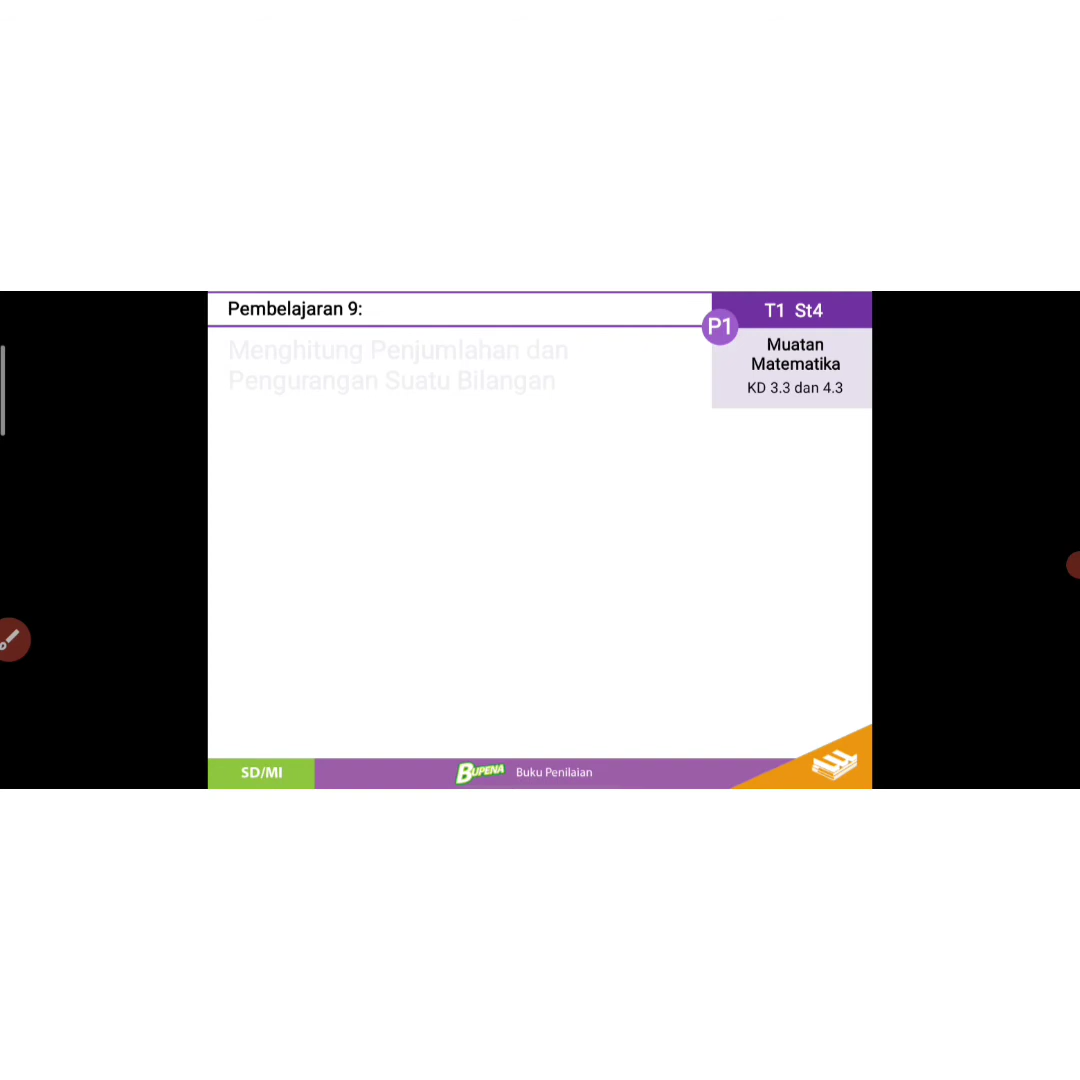 Pembelajaran 9:
T1 St4
P1
Muatan
Matematika
KD 3.3 dan 4.3
Menghitung Penjumlahan dan
Pengurangan Suatu Bilangan
SD/MI
BUPENA Buku Penilaian